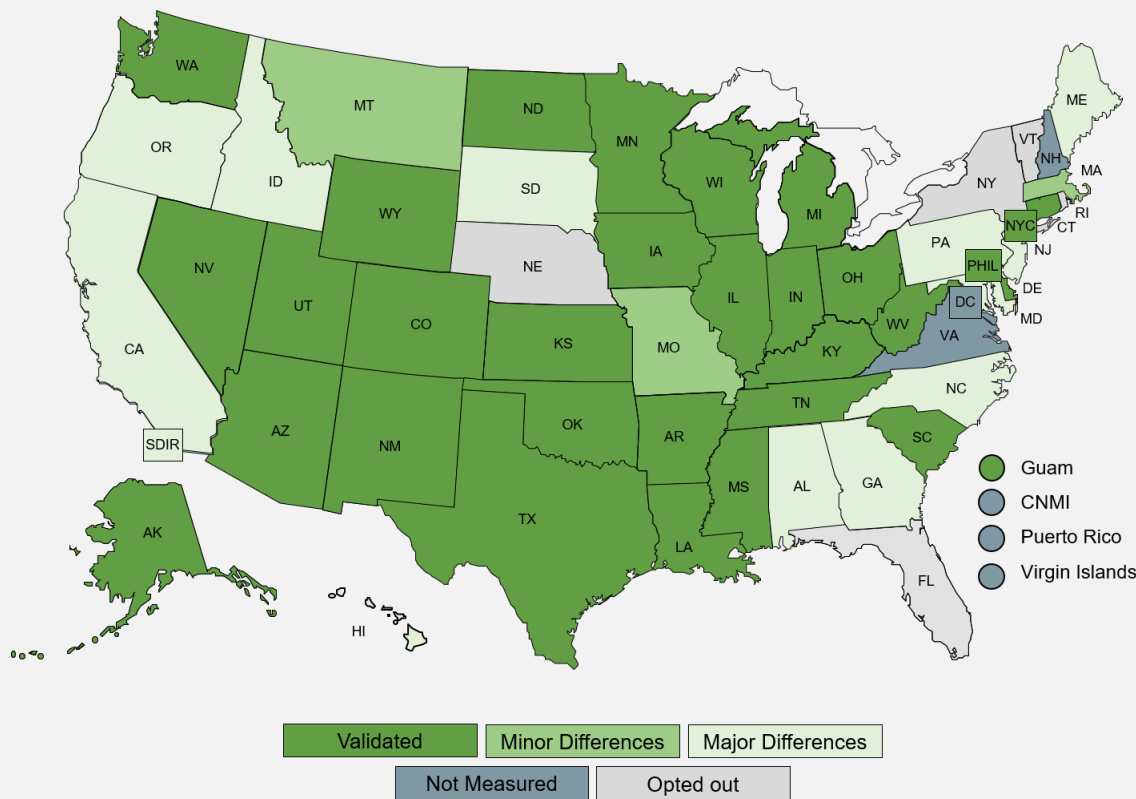 WA
MT
ND
MN
ME
OR
ID
SD
WI
MI
VT
NH
NY
MA
WY
RI
NYC
CT
PA
NJ
NV
NE
IA
OH
PHIL
UT
CO
IL
IN
DE
DC
WV
MD
VA
CA
KS
MO
KY
NC
TN
AZ
NM
OK
AR
SC
SDIR
MS
AL
GA
Guam
CNMI
TX
AK
LA
Puerto Rico
Virgin Islands
FL
HI
Validated
Minor Differences
Major Differences
Not Measured
Opted out